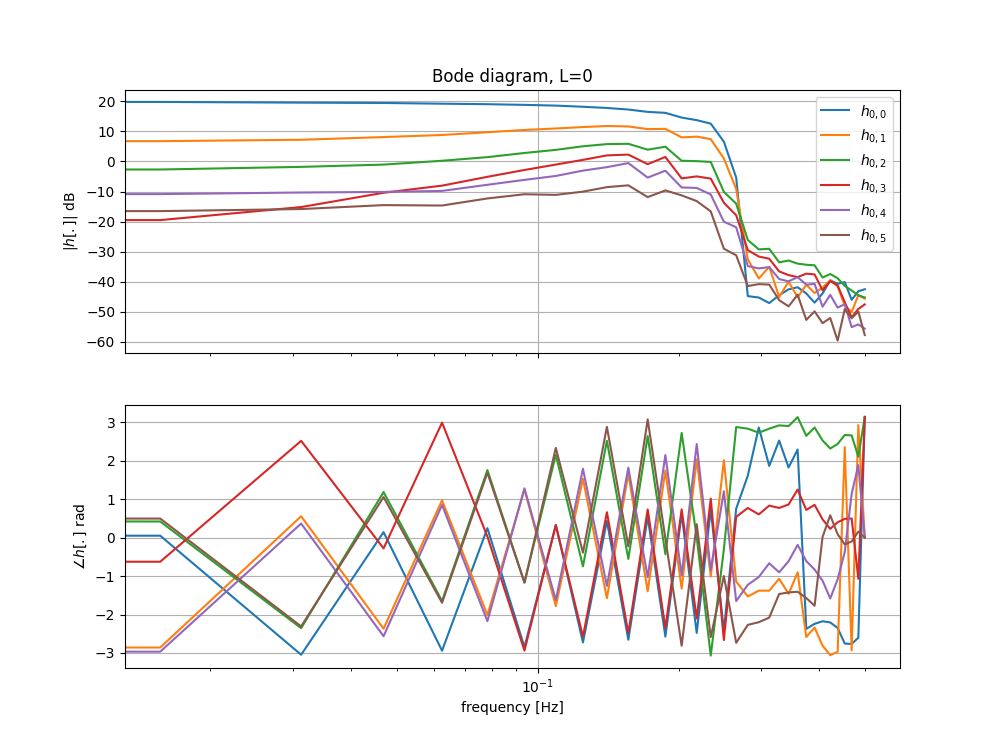 Bode diagram, L=0
|h[.]| dB
20
10
0
−10
−20
−30
−40
−50
−60
h0,0
h0,1
h0,2
h0,3
h0,4
h0,5
∠h[.] rad
3
2
1
0
−1
−2
−3
10−1
frequency [Hz]